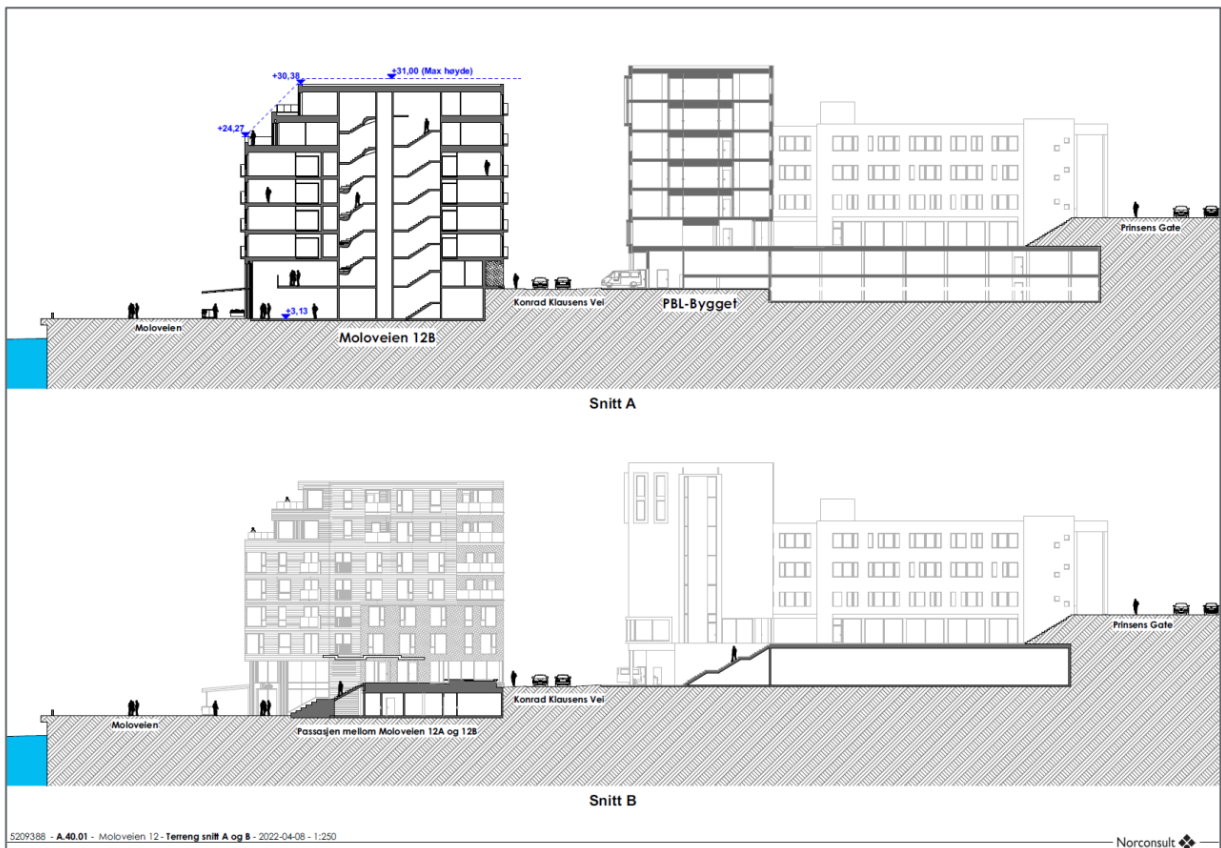 +31,00 (Max høyde)
+30,38
+24,27
Prinsens Gate
+3,13
Konrad Klausens Vei
PBL-Bygget
Moloveien
Moloveien 12B
Snitt A
Prinsens Gate
Konrad Klausens Vei
Moloveien
Passasjen mellom Moloveien 12A og 12B
Snitt B
5209388 - A.40.01 - Moloveien 12 - Terreng snitt A og B - 2022-04-08 - 1:250
Norconsult